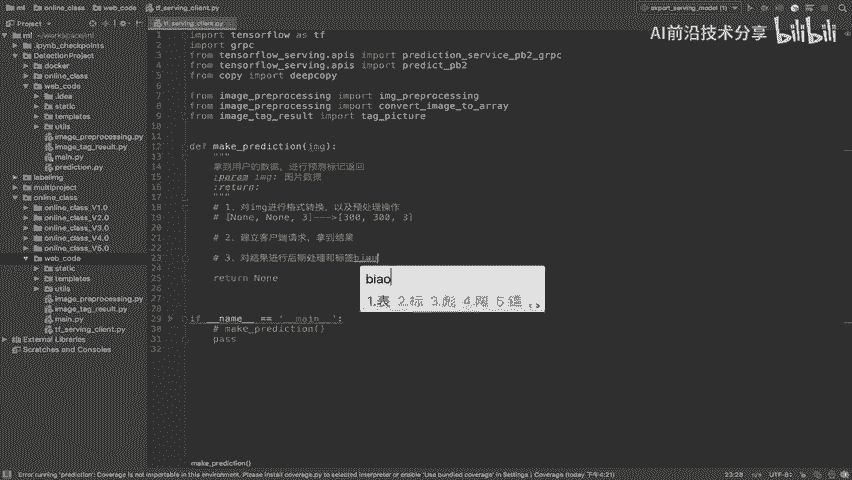 ml
online_class
web_code
tf_serving_client.py
export_serving_model (1)
AI前沿技术分享 bilibili
Project
tf_serving_client.py
ml ~/workspace/ml
.ipynb_checkpoints
DetectionProject
docker
online_class
web_code
.idea
static
templates
utils
image_preprocessing.py
image_tag_result.py
main.py
prediction.py
labelImg
multiproject
online_class
online_class_V1.0
online_class_V2.0
online_class_V3.0
online_class_V4.0
online_class_V5.0
web_code
static
templates
utils
image_preprocessing.py
image_tag_result.py
main.py
tf_serving_client.py
External Libraries
Scratches and Consoles
1 import tensorflow as tf
2 import grpc
3 from tensorflow_serving.apis import prediction_service_pb2_grpc
4 from tensorflow_serving.apis import predict_pb2
5 from copy import deepcopy
6
7 from image_preprocessing import img_preprocessing
8 from image_preprocessing import convert_image_to_array
9 from image_tag_result import tag_picture
10
11
12 def make_prediction(img):
13 """
14 拿到用户的数据，进行预测标记返回
15 :param img: 图片数据
16 :return:
17 """
18 # 1、对img进行格式转换，以及预处理操作
19 # [None, None, 3]--->[300, 300, 3]
20
21 # 2、建立客户端请求，拿到结果
22
23 # 3、对结果进行后期处理和标签biao
24
25 return None
26
27
28
29 if __name__ == '__main__':
30 # make_prediction()
31 pass
32
biao
1.表 2.标 3.彪 4.飚 5.镖
make_prediction()
Error running 'prediction': Coverage is not importable in this environment. Please install coverage.py to selected interpreter or enable 'Use bundled coverage' in Settings | Coverage (today 下午4:21)
23:28
UTF-8